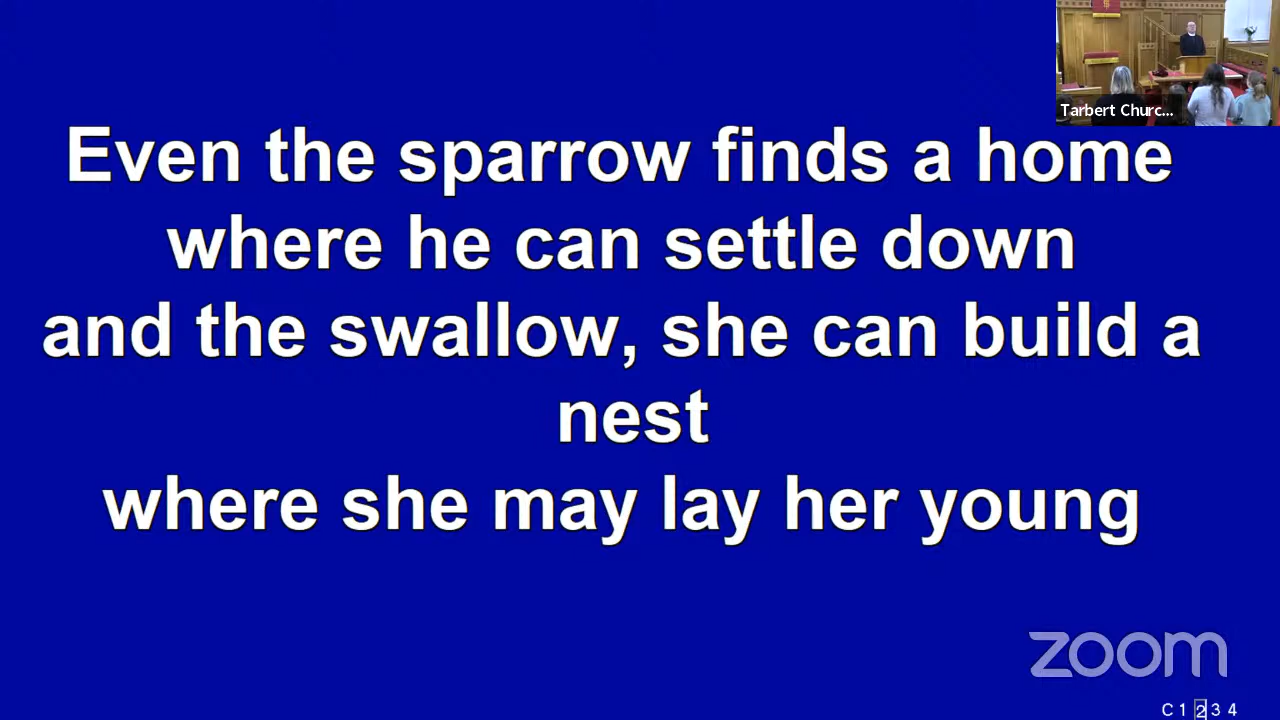 Tarbert Churc...
Even the sparrow finds a home
where he can settle down
and the swallow, she can build a
nest
where she may lay her young
zoom
C 1 2 3 4